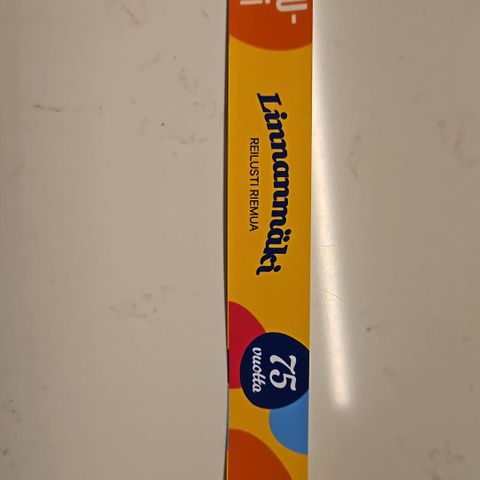 U-
i
Linnanmäki
REILUSTI RIEMUA
75
vuotta